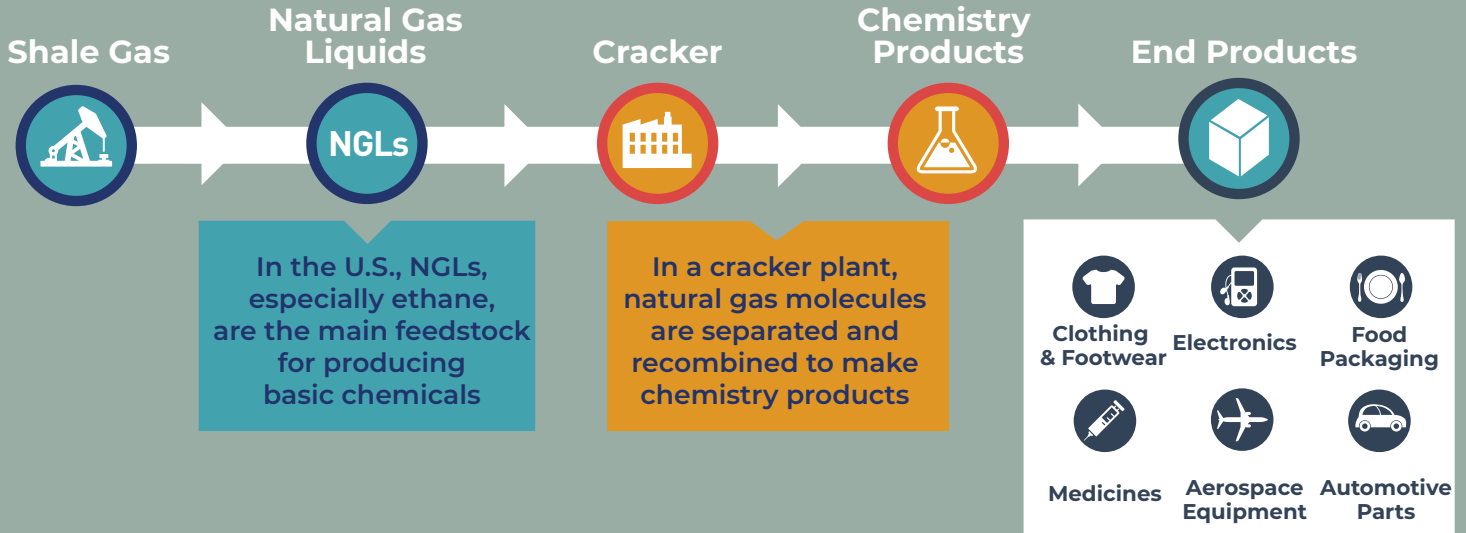 Shale Gas
Natural Gas
Liquids
Cracker
Chemistry
Products
End Products
NGLs
In the U.S., NGLs,
especially ethane,
are the main feedstock
for producing
basic chemicals
In a cracker plant,
natural gas molecules
are separated and
recombined to make
chemistry products
Clothing
& Footwear
Electronics
Food
Packaging
Medicines
Aerospace
Equipment
Automotive
Parts